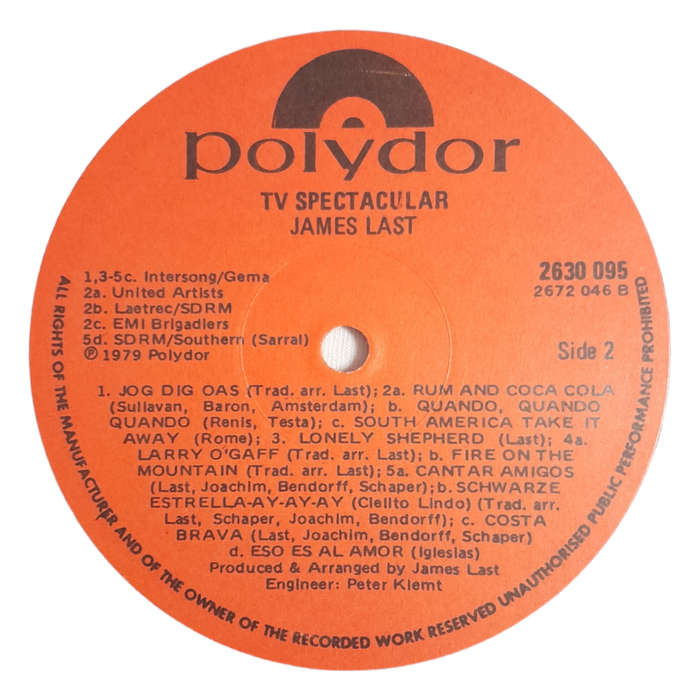 polydor
TV SPECTACULAR
JAMES LAST
1,3-5c. Intersong/Gema
2a. United Artists
2b. Laetrec/SDRM
2c. EMI Brigadiers
5d. SDRM/Southern (Sarral)
℗ 1979 Polydor
2630 095
2672 046 B
Side 2
1. JOG DIG OAS (Trad. arr. Last); 2a. RUM AND COCA COLA
(Sullavan, Baron, Amsterdam); b. QUANDO, QUANDO
QUANDO (Renis, Testa); c. SOUTH AMERICA TAKE IT
AWAY (Rome); 3. LONELY SHEPHERD (Last); 4a.
LARRY O'GAFF (Trad. arr. Last); b. FIRE ON THE
MOUNTAIN (Trad. arr. Last); 5a. CANTAR AMIGOS
(Last, Joachim, Bendorff, Schaper); b. SCHWARZE
ESTRELLA-AY-AY-AY (Cielito Lindo) (Trad. arr.
Last, Schaper, Joachim, Bendorff); c. COSTA
BRAVA (Last, Joachim, Bendorff, Schaper)
d. ESO ES AL AMOR (Iglesias)
Produced & Arranged by James Last
Engineer: Peter Klemt
ALL RIGHTS OF THE MANUFACTURER AND OF THE OWNER OF THE RECORDED WORK RESERVED UNAUTHORISED PUBLIC PERFORMANCE PROHIBITED